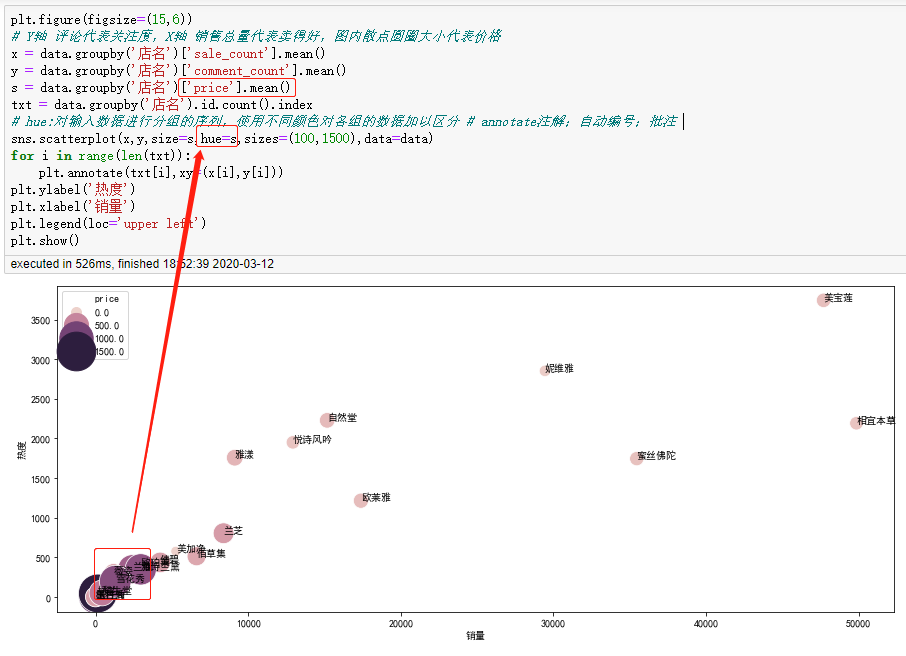 plt.figure(figsize=(15,6))
# Y轴 评论代表关注度，X轴 销售总量代表卖得好，图内散点圆圈大小代表价格
x = data.groupby('店名')['sale_count'].mean()
y = data.groupby('店名')['comment_count'].mean()
s = data.groupby('店名')['price'].mean()
txt = data.groupby('店名').id.count().index
# hue:对输入数据进行分组的序列，使用不同颜色对各组的数据加以区分 # annotate注解；自动编号；批注
sns.scatterplot(x,y,size=s,hue=s,sizes=(100,1500),data=data)
for i in range(len(txt)):
plt.annotate(txt[i],xy=(x[i],y[i]))
plt.ylabel('热度')
plt.xlabel('销量')
plt.legend(loc='upper left')
plt.show()
executed in 526ms, finished 18:52:39 2020-03-12
price
0.0
500.0
1000.0
1500.0
3500
3000
2500
2000
1500
1000
500
0
热度
美宝莲
妮维雅
自然堂
相宜本草
悦诗风吟
雅漾
蜜丝佛陀
欧莱雅
兰芝
美加净
佰草集
雪花秀
0
10000
20000
30000
40000
50000
销量